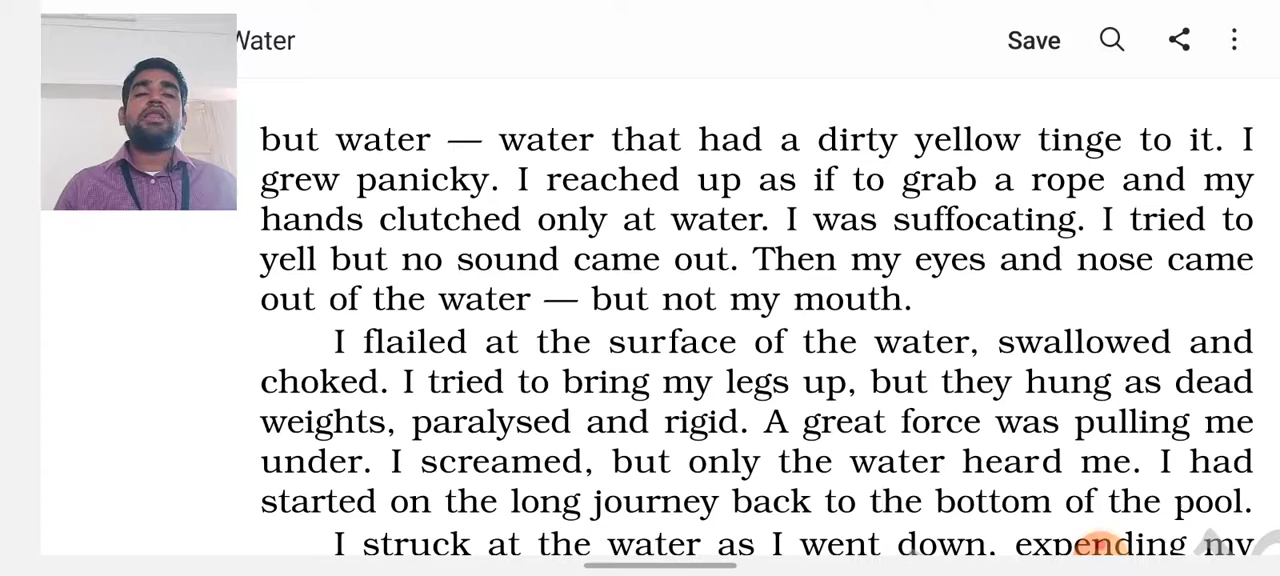 Water
Save
but water — water that had a dirty yellow tinge to it. I
grew panicky. I reached up as if to grab a rope and my
hands clutched only at water. I was suffocating. I tried to
yell but no sound came out. Then my eyes and nose came
out of the water — but not my mouth.
I flailed at the surface of the water, swallowed and
choked. I tried to bring my legs up, but they hung as dead
weights, paralysed and rigid. A great force was pulling me
under. I screamed, but only the water heard me. I had
started on the long journey back to the bottom of the pool.
I struck at the water as I went down, expending my